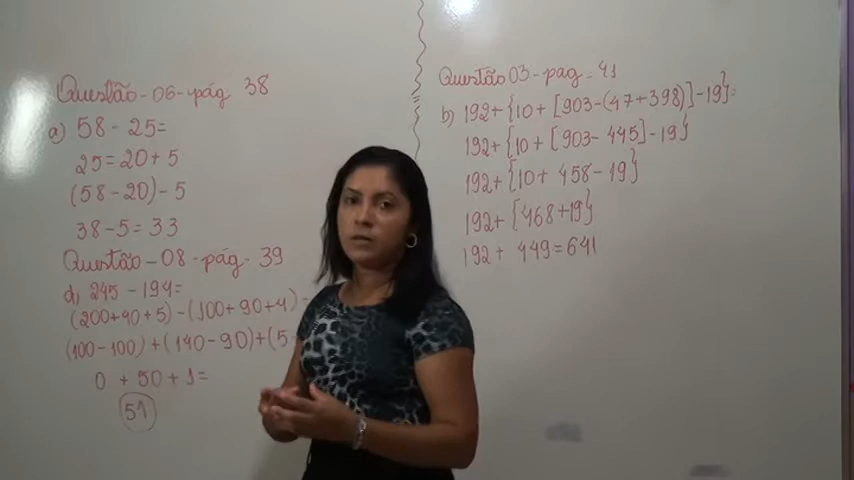 Questão - 06 - pág 38
a) 58 - 25=
25 = 20 + 5
(58 - 20) - 5
38 - 5 = 33
Questão - 08 - pág - 39
d) 245 - 194=
(200+40+5) - (100+90+4) =
(100-100) + (140-90)+(5
0 + 50 + 1 =
51
Questão 03 - pag - 41
b) 192+{10+[903-(47+398)]-19}=
192+{10+[903- 445]-19}
192+{10+ 458-19}
192+{468+19}
192+ 449=641